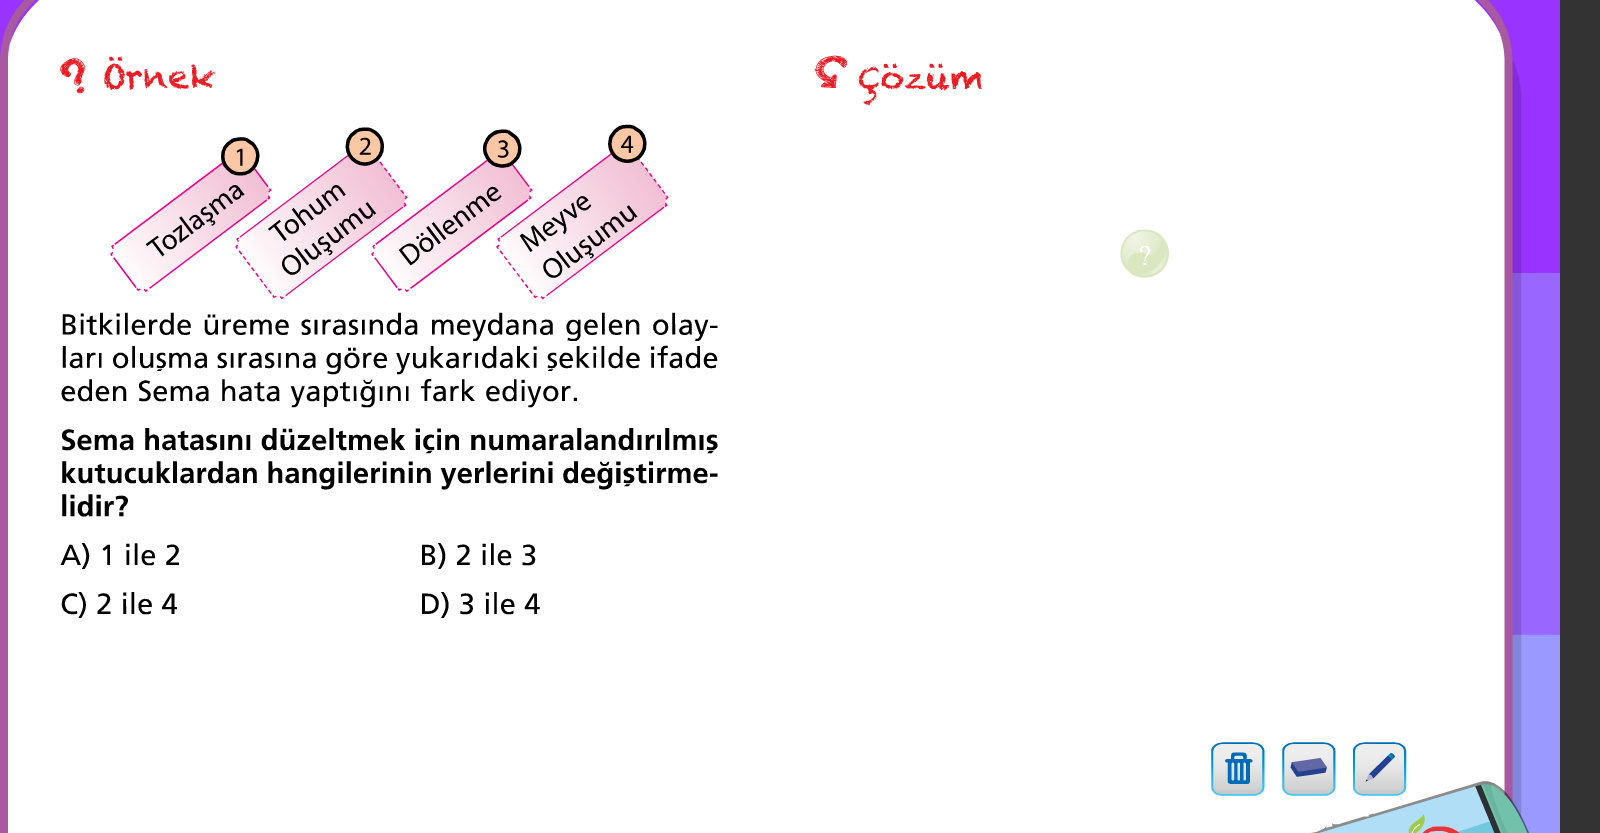 ? Örnek
Çözüm
1
2
3
4
Tozlaşma
Tohum
Oluşumu
Döllenme
Meyve
Oluşumu
?
Bitkilerde üreme sırasında meydana gelen olay-
ları oluşma sırasına göre yukarıdaki şekilde ifade
eden Sema hata yaptığını fark ediyor.
Sema hatasını düzeltmek için numaralandırılmış
kutucuklardan hangilerinin yerlerini değiştirme-
lidir?
A) 1 ile 2
B) 2 ile 3
C) 2 ile 4
D) 3 ile 4